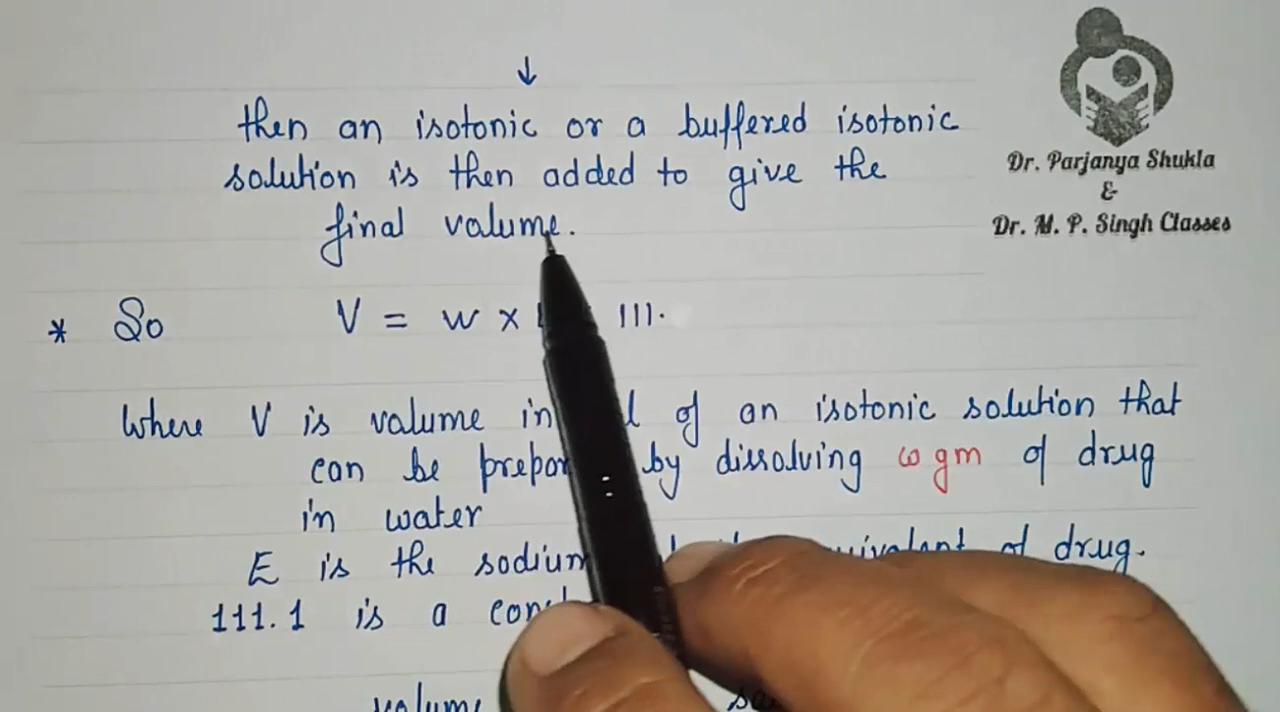 then an isotonic or a buffered isotonic
solution is then added to give the
final volume.
Dr. Parjanya Shukla
&
Dr. M. P. Singh Classes
* So V = w × 111.
Where V is volume in of an isotonic solution that
can be by dissolving w gm of drug
in water
E is the sodium of drug.
111.1 is a
volume